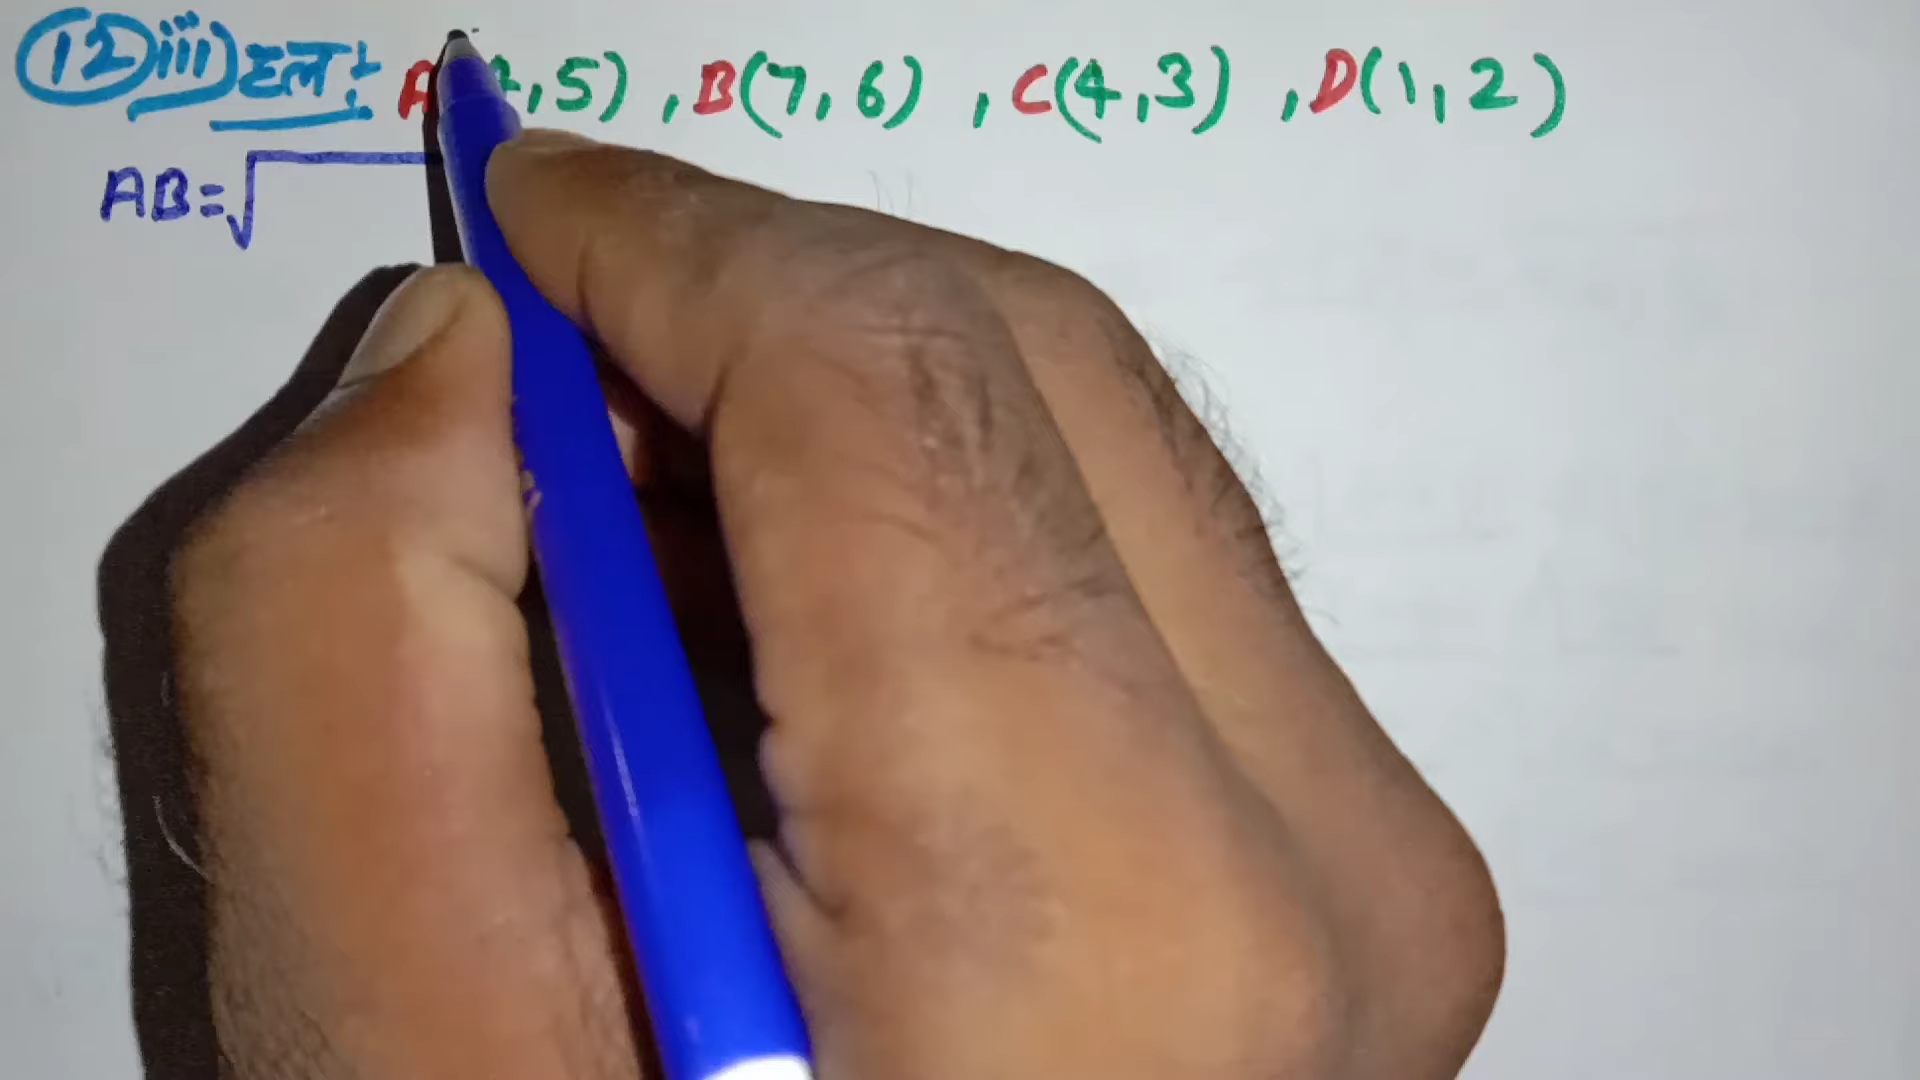 12) iii) हल :- A ,5) , B(7, 6) , C(4,3) , D(1, 2)
AB=√